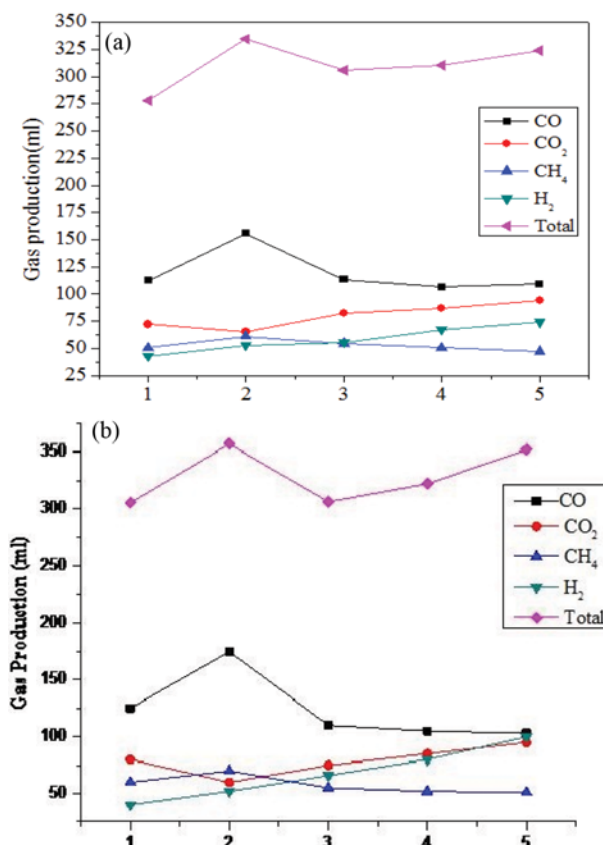 (a)
Gas production(ml)
350
325
300
275
250
225
200
175
150
125
100
75
50
25
1 2 3 4 5
CO
CO₂
CH₄
H₂
Total
(b)
Gas Production (ml)
350
300
250
200
150
100
50
1 2 3 4 5
CO
CO₂
CH₄
H₂
Total